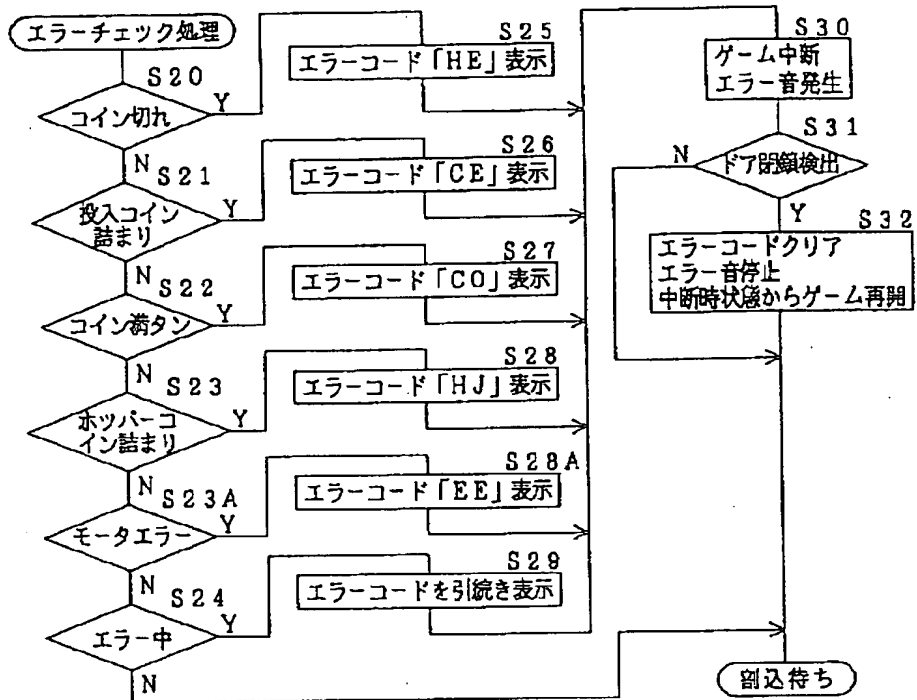 エラーチェック処理
S20
コイン切れ
Y
N
S21
投入コイン
詰まり
Y
N
S22
コイン満タン
Y
N
S23
ホッパーコ
イン詰まり
Y
N
S23A
モータエラー
Y
N
S24
エラー中
Y
N
S25
エラーコード「HE」表示
S26
エラーコード「CE」表示
S27
エラーコード「CO」表示
S28
エラーコード「HJ」表示
S28A
エラーコード「EE」表示
S29
エラーコードを引続き表示
S30
ゲーム中断
エラー音発生
S31
ドア閉鎖検出
N
Y
S32
エラーコードクリア
エラー音停止
中断時状態からゲーム再開
割込待ち